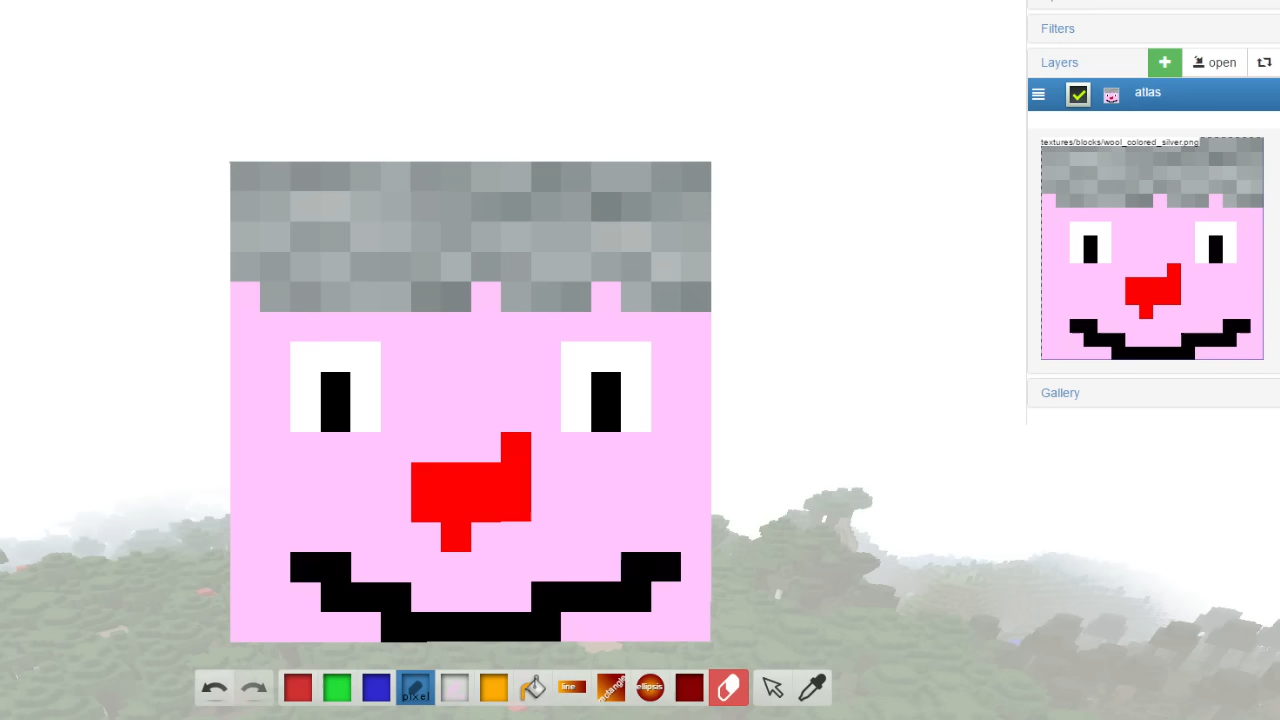 Filters
Layers
open
atlas
textures/blocks/wool_colored_silver.png
Gallery
pixel
line
rectangle
ellipsis